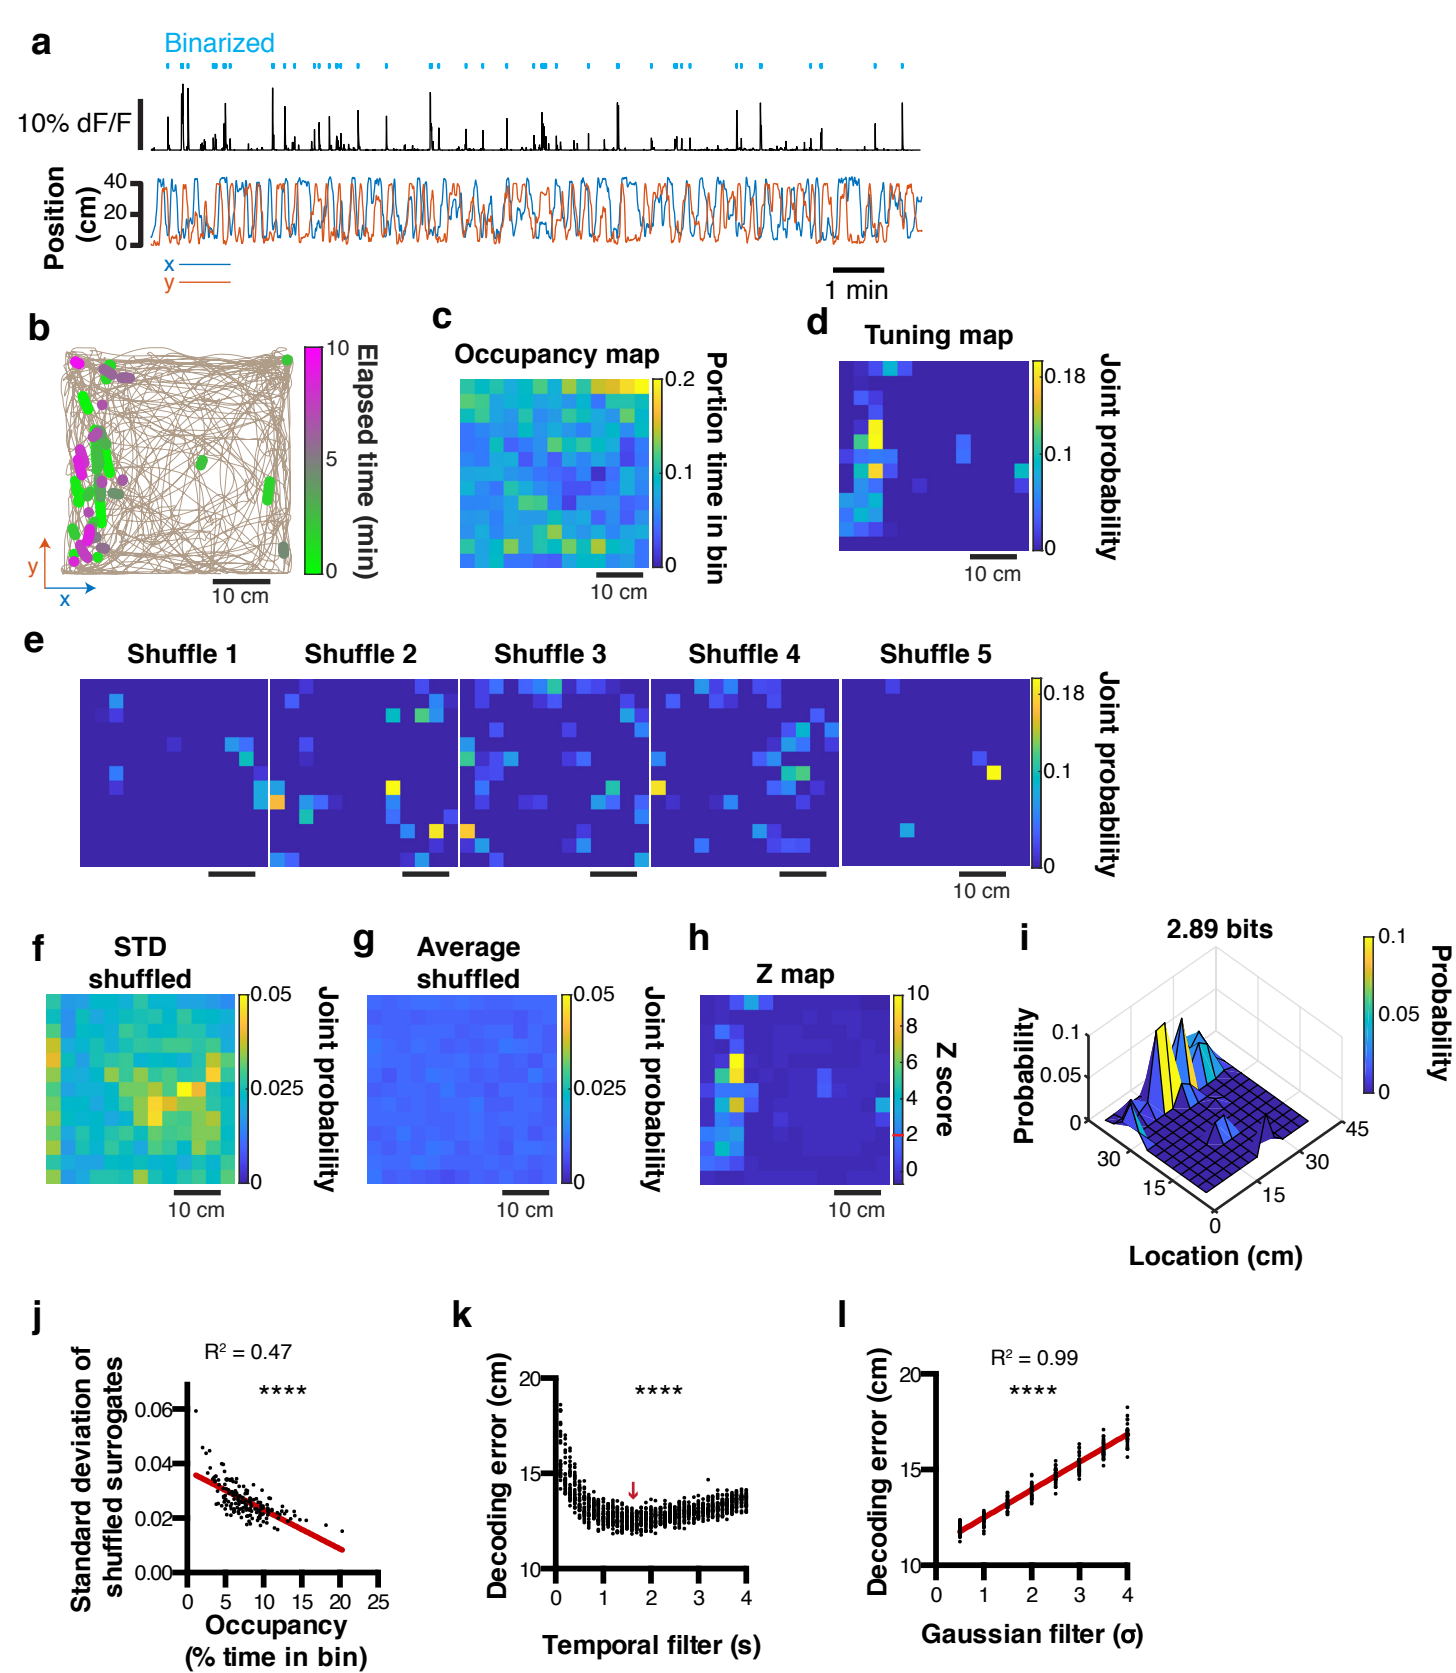 a
Binarized
10% dF/F
Position
(cm)
40
20
0
x
y
1 min
b
10
5
0
Elapsed time (min)
y
x
10 cm
c
Occupancy map
0.2
0.1
0
Portion time in bin
10 cm
d
Tuning map
0.18
0.1
0
Joint probability
10 cm
e
Shuffle 1
Shuffle 2
Shuffle 3
Shuffle 4
Shuffle 5
0.18
0.1
0
Joint probability
10 cm
f
STD
shuffled
0.05
0.025
0
Joint probability
10 cm
g
Average
shuffled
0.05
0.025
0
Joint probability
10 cm
h
Z map
10
8
6
4
2
0
Z score
10 cm
i
2.89 bits
Probability
0.1
0.05
0
30
15
0
15
30
45
Location (cm)
0.1
0.05
0
Probability
j
R² = 0.47
****
Standard deviation of
shuffled surrogates
0.06
0.04
0.02
0.00
0 5 10 15 20 25
Occupancy
(% time in bin)
k
****
Decoding error (cm)
20
15
10
0 1 2 3 4
Temporal filter (s)
l
R² = 0.99
****
Decoding error (cm)
20
15
10
0 1 2 3 4
Gaussian filter (σ)